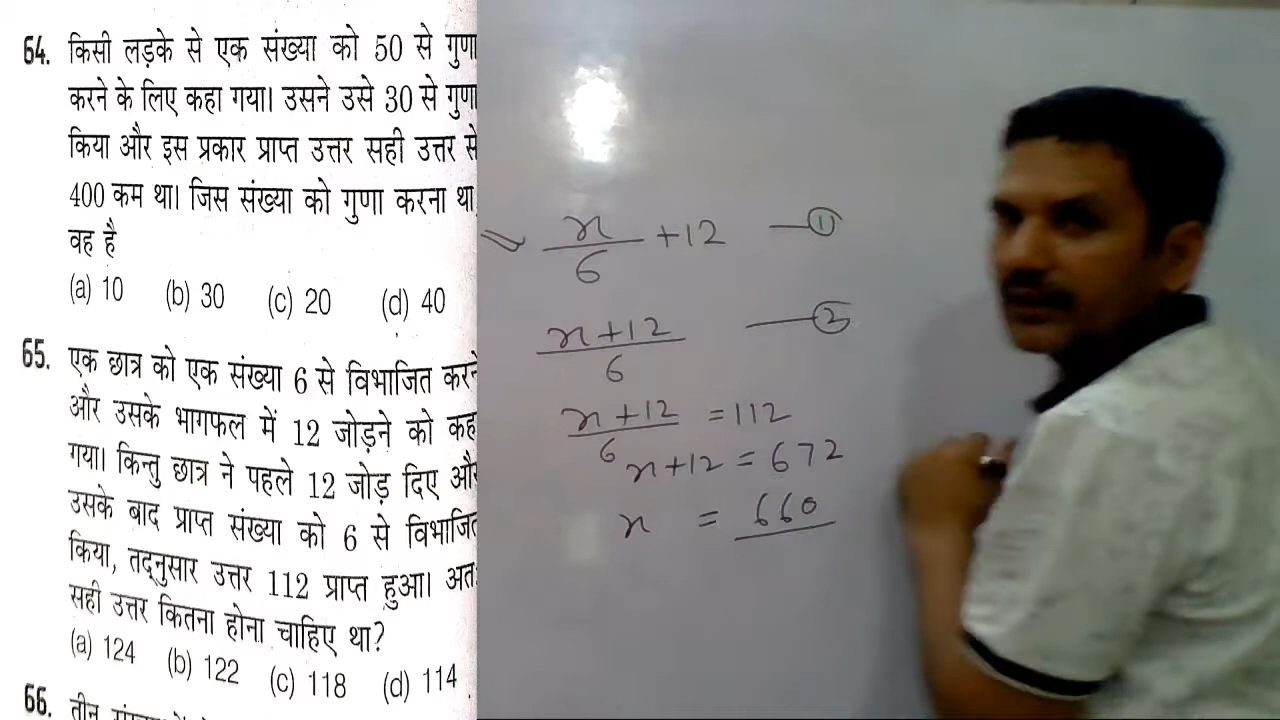 64. किसी लड़के से एक संख्या को 50 से गुणा
करने के लिए कहा गया। उसने उसे 30 से गुणा
किया और इस प्रकार प्राप्त उत्तर सही उत्तर से
400 कम था। जिस संख्या को गुणा करना था,
वह है
(a) 10 (b) 30 (c) 20 (d) 40
65. एक छात्र को एक संख्या 6 से विभाजित करने
और उसके भागफल में 12 जोड़ने को कहा
गया। किन्तु छात्र ने पहले 12 जोड़ दिए और
उसके बाद प्राप्त संख्या को 6 से विभाजित
किया, तद्नुसार उत्तर 112 प्राप्त हुआ। अतः
सही उत्तर कितना होना चाहिए था?
(a) 124 (b) 122 (c) 118 (d) 114
66. तीन
x/6 + 12 — ①
x+12/6 — ②
x+12/6 = 112
x+12 = 672
x = 660